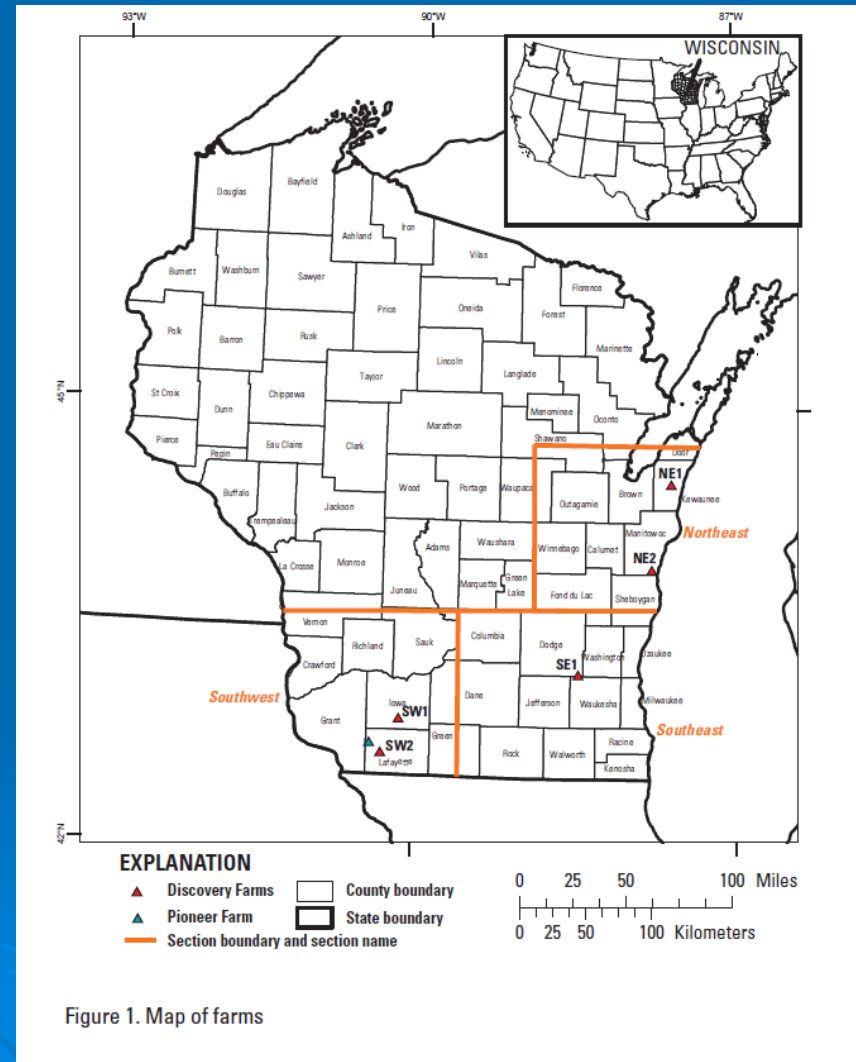 93°W 90°W 87°W
WISCONSIN
Douglas
Bayfield
Ashland
Iron
Vilas
Burnett
Washburn
Sawyer
Florence
Price
Oneida
Forest
Polk
Barron
Rusk
Marinette
Lincoln
Langlade
Taylor
45°N
St Croix
Dunn
Chippewa
Menominee
Oconto
Marathon
Pierce
Pepin
Eau Claire
Clark
Shawano
Door
NE1
Buffalo
Trempealeau
Jackson
Wood
Portage
Waupaca
Outagamie
Brown
Kewaunee
Northeast
Adams
Waushara
Winnebago
Calumet
Manitowoc
NE2
La Crosse
Monroe
Juneau
Marquette
Green
Lake
Fond du Lac
Sheboygan
Vernon
Richland
Sauk
Columbia
Dodge
Washington
Ozaukee
Crawford
SE1
Southwest
Grant
Iowa
SW1
Dane
Jefferson
Waukesha
Milwaukee
Southeast
SW2
Lafayette
Green
Rock
Walworth
Racine
Kenosha
42°N
EXPLANATION
Discovery Farms County boundary
Pioneer Farm State boundary
Section boundary and section name
0 25 50 100 Miles
0 25 50 100 Kilometers
Figure 1. Map of farms